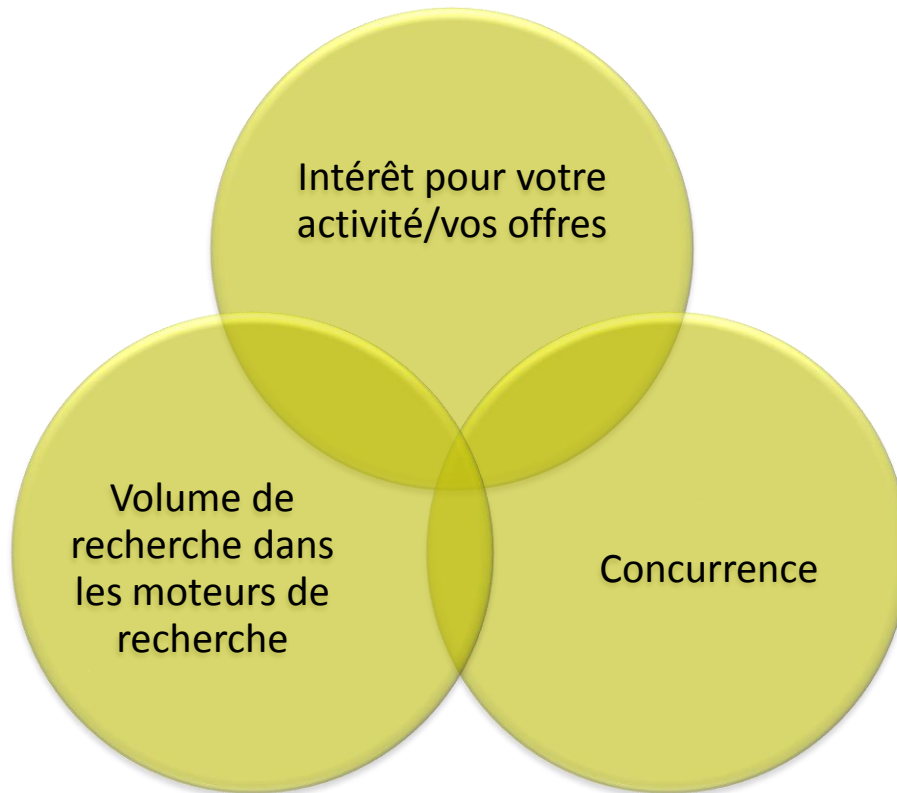 Intérêt pour votre
activité/vos offres
Volume de
recherche dans
les moteurs de
recherche
Concurrence